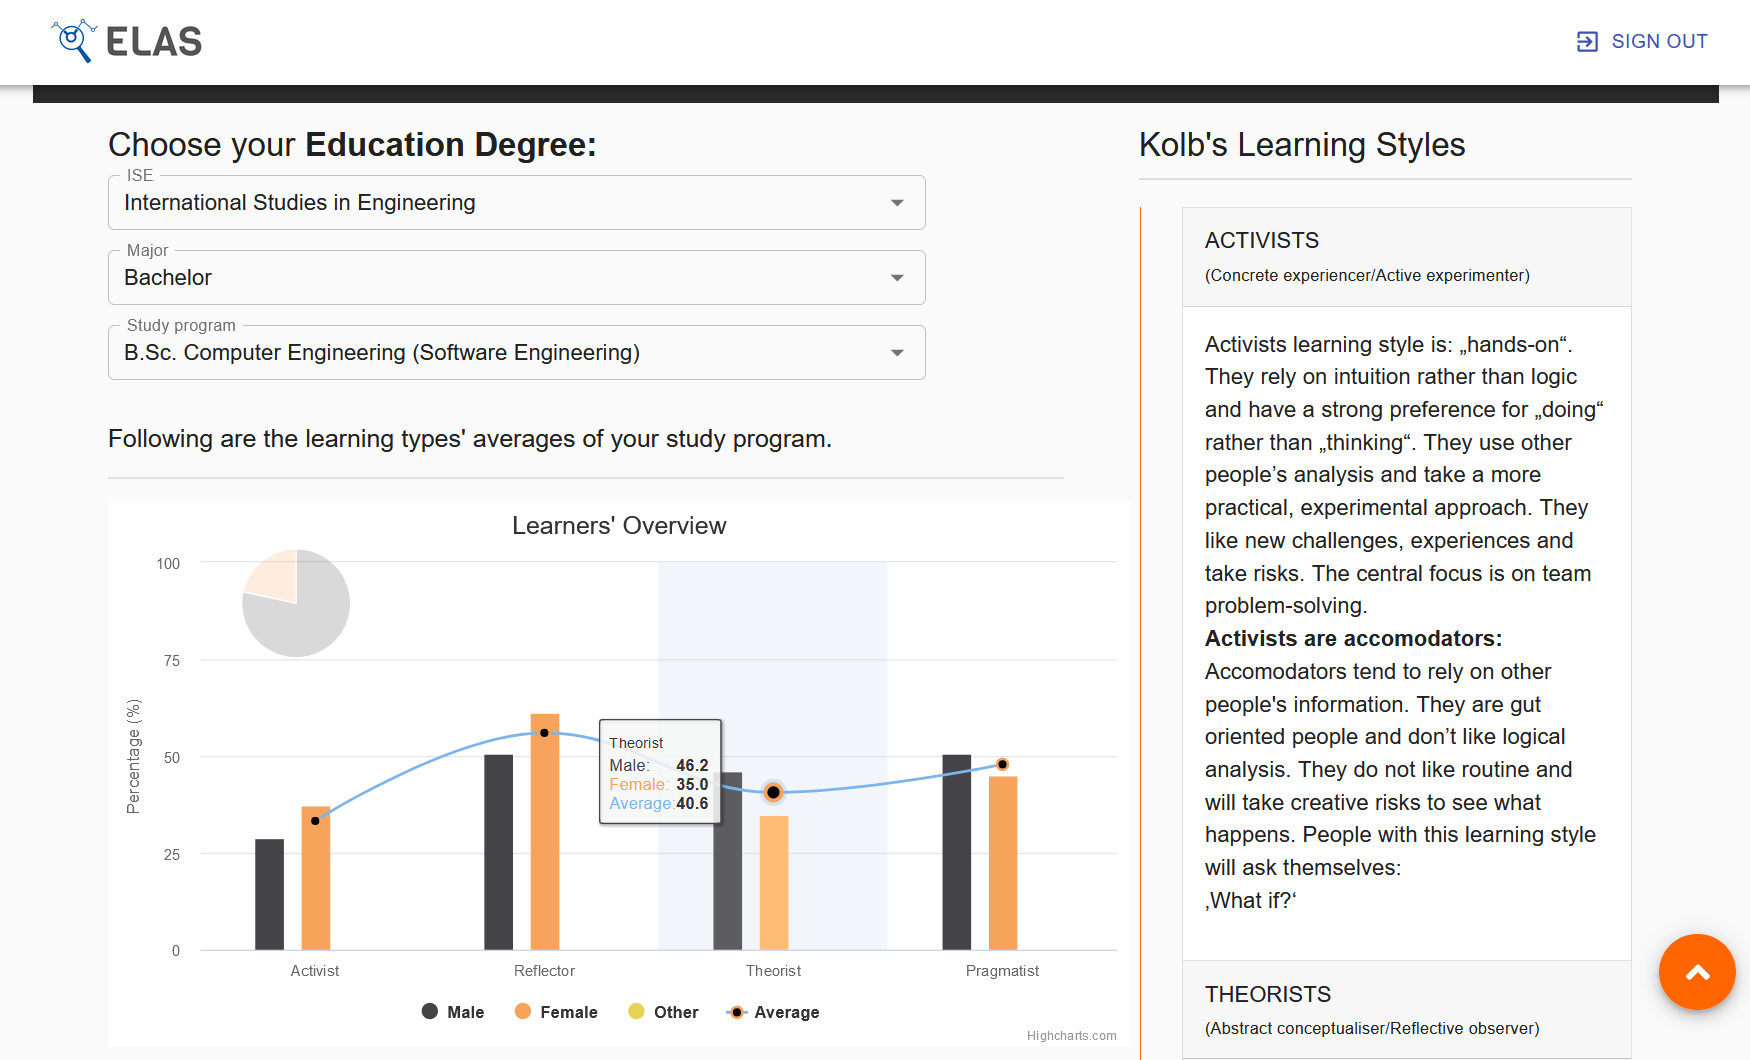 ELAS
SIGN OUT
Choose your Education Degree:
ISE
International Studies in Engineering
Major
Bachelor
Study program
B.Sc. Computer Engineering (Software Engineering)
Following are the learning types' averages of your study program.
Learners' Overview
100
75
50
25
0
Percentage (%)
Theorist
Male: 46.2
Female: 35.0
Average: 40.6
Activist
Reflector
Theorist
Pragmatist
Male
Female
Other
Average
Highcharts.com
Kolb's Learning Styles
ACTIVISTS
(Concrete experiencer/Active experimenter)
Activists learning style is: „hands-on“.
They rely on intuition rather than logic
and have a strong preference for „doing“
rather than „thinking“. They use other
people’s analysis and take a more
practical, experimental approach. They
like new challenges, experiences and
take risks. The central focus is on team
problem-solving.
Activists are accomodators:
Accomodators tend to rely on other
people's information. They are gut
oriented people and don’t like logical
analysis. They do not like routine and
will take creative risks to see what
happens. People with this learning style
will ask themselves:
‚What if?‘
THEORISTS
(Abstract conceptualiser/Reflective observer)